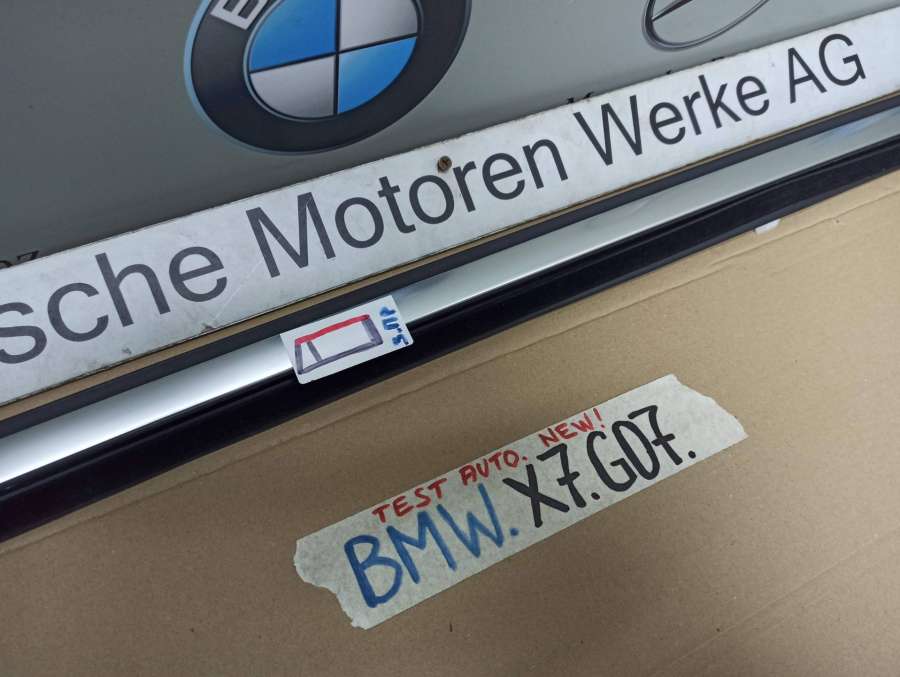 B
sche Motoren Werke AG
TEST AUTO. NEW!
BMW. X7. G07.